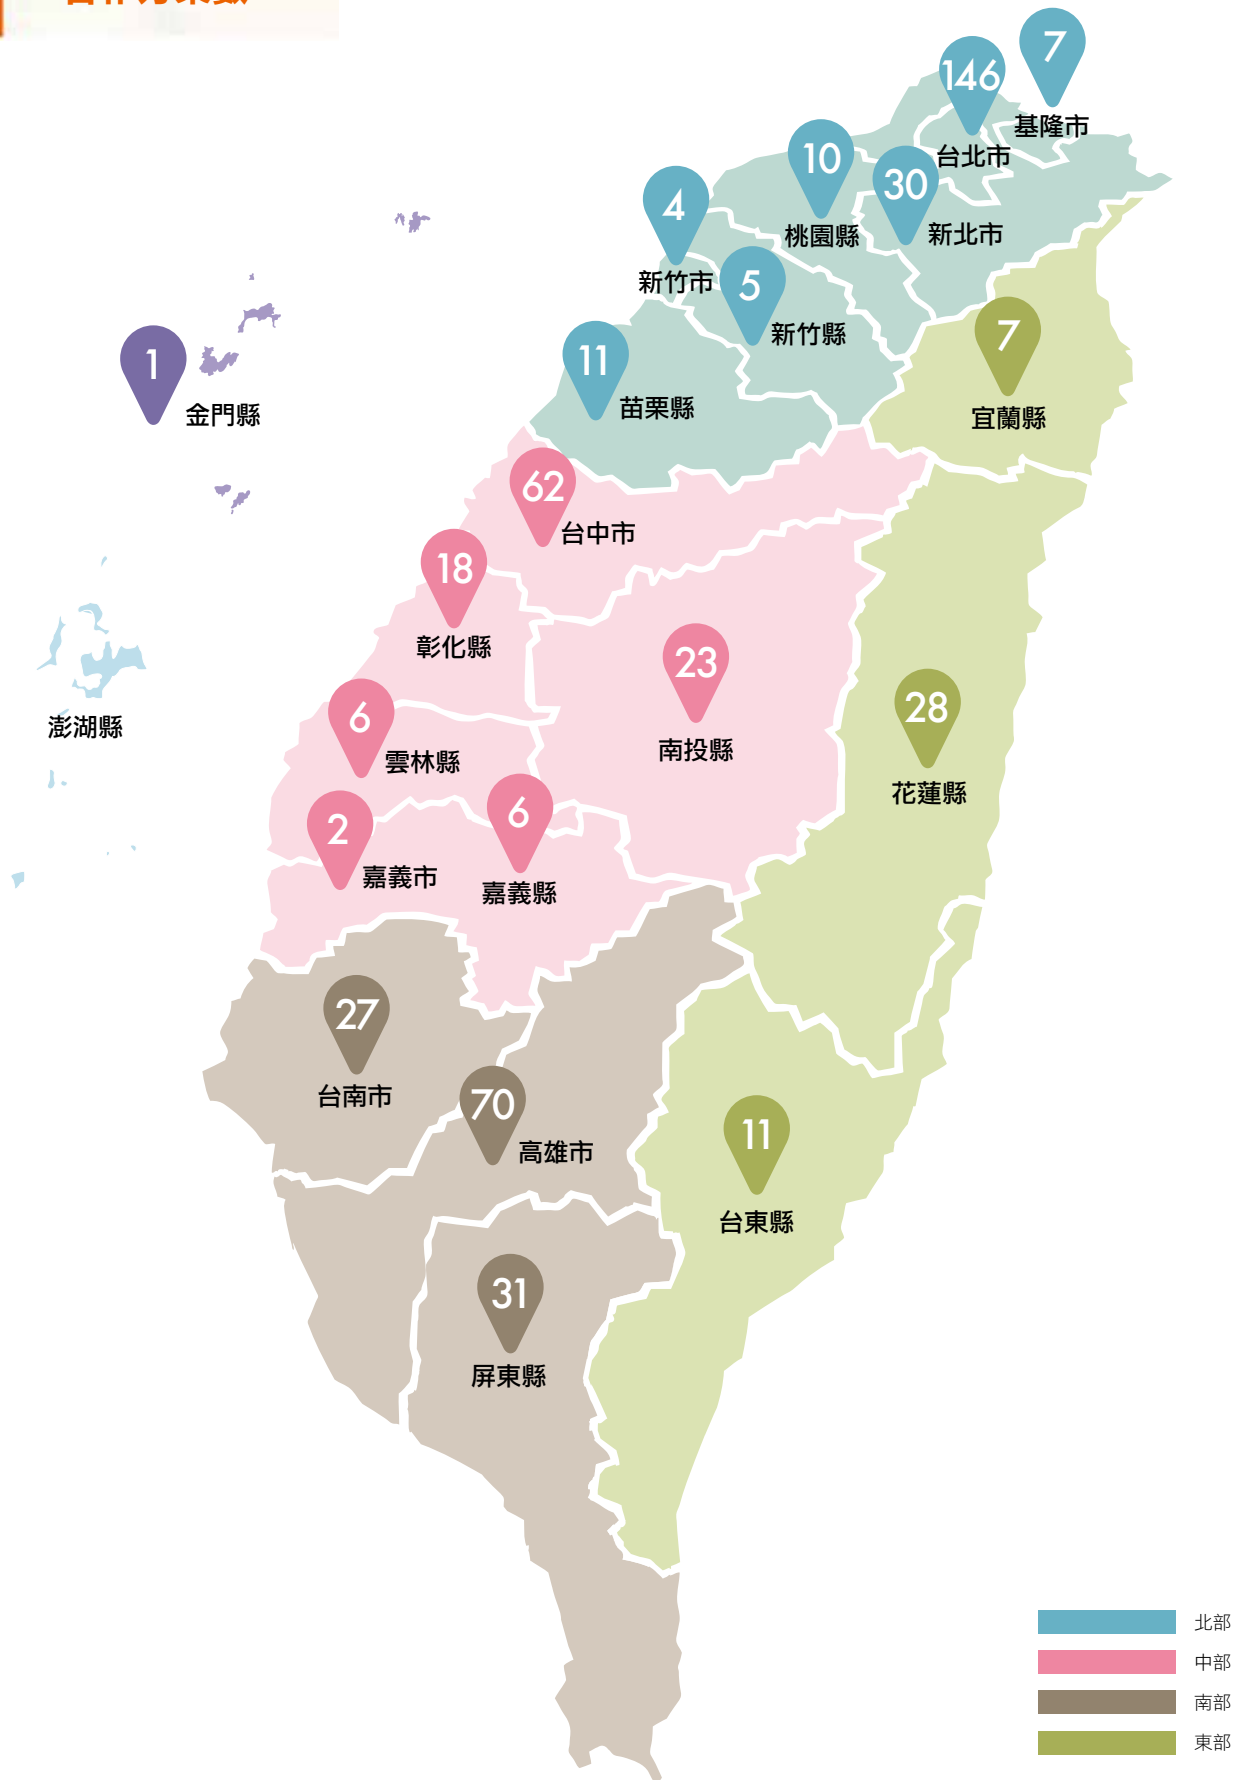 7
146
基隆市
台北市
10
30
4
桃園縣
新北市
新竹市
5
新竹縣
7
1
11
金門縣
苗栗縣
宜蘭縣
62
台中市
18
彰化縣
23
28
6
澎湖縣
雲林縣
南投縣
花蓮縣
2
6
嘉義市
嘉義縣
27
台南市
70
高雄市
11
台東縣
31
屏東縣
北部
中部
南部
東部